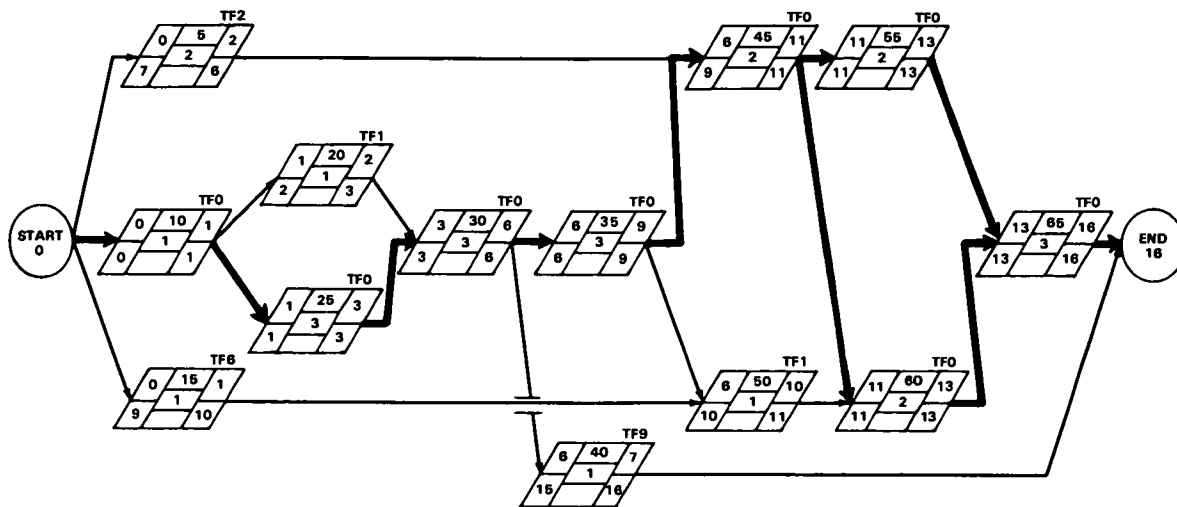 TF2
0 5 2
2
7 6
TF0
6 45 11
2
9 11
TF0
11 55 13
2
11 13
TF1
1 20 2
1
2 3
START
0
TF0
0 10 1
1
0 1
TF0
3 30 6
3
3 6
TF0
6 35 9
3
6 9
TF0
13 65 16
3
13 16
END
16
TF0
1 25 3
3
1 3
TF6
0 15 1
1
9 10
TF1
6 50 10
1
10 11
TF0
11 60 13
2
11 13
TF9
6 40 7
1
15 16